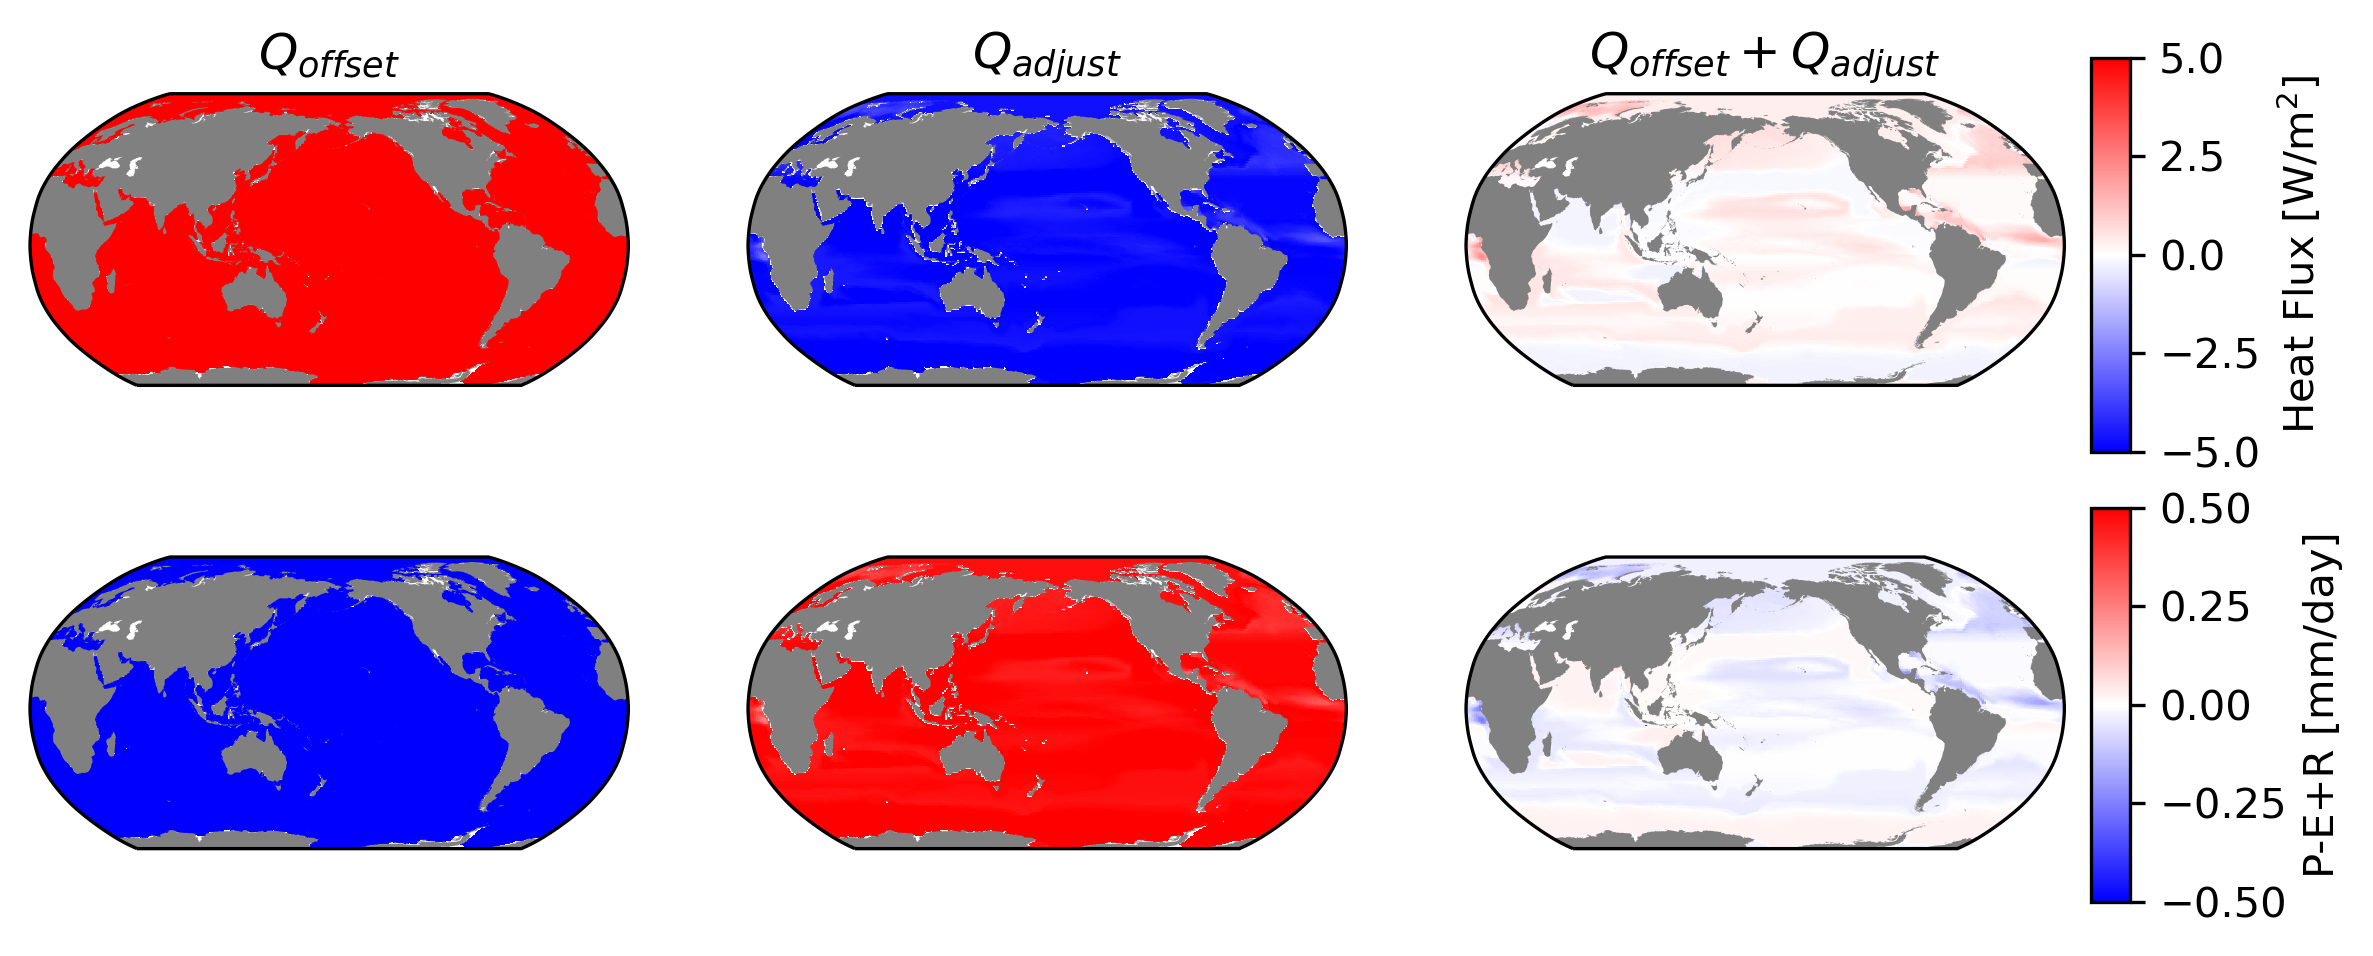 Q_offset
Q_adjust
Q_offset + Q_adjust
5.0
2.5
0.0
−2.5
−5.0
Heat Flux [W/m²]
0.50
0.25
0.00
−0.25
−0.50
P-E+R [mm/day]